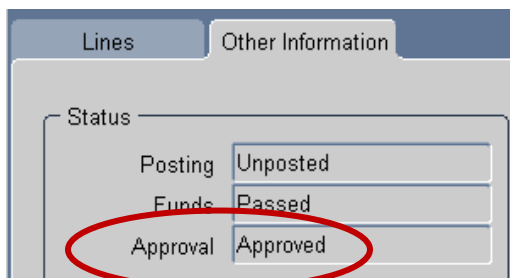 Lines Other Information
Status
Posting Unposted
Funds Passed
Approval Approved